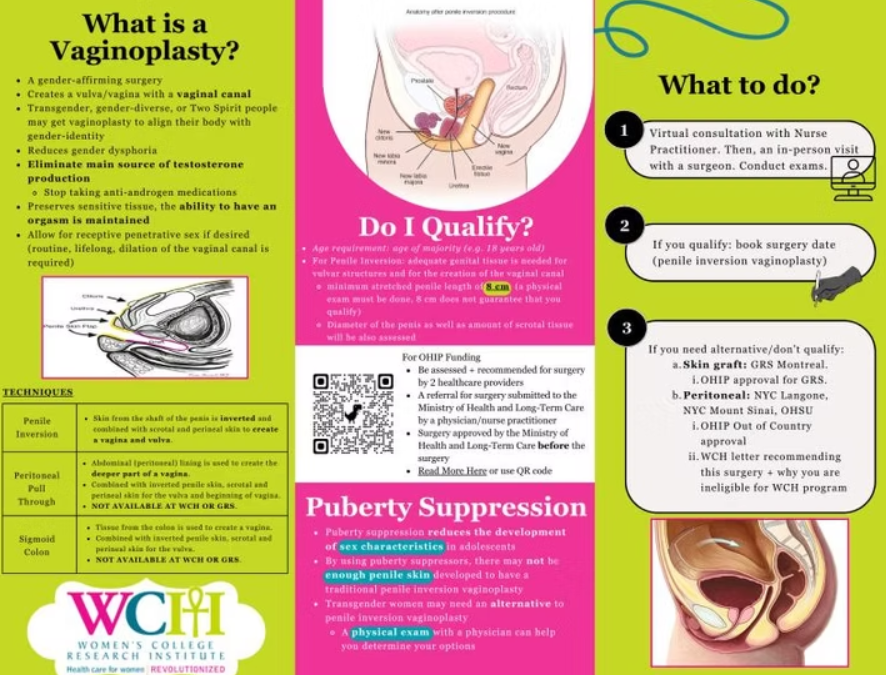 What is a
Vaginoplasty?
• A gender-affirming surgery
• Creates a vulva/vagina with a vaginal canal
• Transgender, gender-diverse, or Two Spirit people
may get vaginoplasty to align their body with
gender-identity
• Reduces gender dysphoria
• Eliminate main source of testosterone
production
○ Stop taking anti-androgen medications
• Preserves sensitive tissue, the ability to have an
orgasm is maintained
• Allow for receptive penetrative sex if desired
(routine, lifelong, dilation of the vaginal canal is
required)
Clitoris
Urethra
Penile Skin Flap
TECHNIQUES
Penile
Inversion
• Skin from the shaft of the penis is inverted and
combined with scrotal and perineal skin to create
a vagina and vulva.
Peritoneal
Pull
Through
• Abdominal (peritoneal) lining is used to create the
deeper part of a vagina.
• Combined with inverted penile skin, scrotal and
perineal skin for the vulva and beginning of vagina.
• NOT AVAILABLE AT WCH OR GRS.
Sigmoid
Colon
• Tissue from the colon is used to create a vagina.
• Combined with inverted penile skin, scrotal and
perineal skin for the vulva.
• NOT AVAILABLE AT WCH OR GRS.
WCH
WOMEN'S COLLEGE
RESEARCH INSTITUTE
Health care for women | REVOLUTIONIZED
Anatomy after penile inversion procedure
Prostate
Rectum
New
clitoris
New labia
minora
New labia
majora
Urethra
Erectile
tissue
New
vagina
Do I Qualify?
• Age requirement: age of majority (e.g. 18 years old)
• For Penile Inversion: adequate genital tissue is needed for
vulvar structures and for the creation of the vaginal canal
○ minimum stretched penile length of 8 cm (a physical
exam must be done, 8 cm does not guarantee that you
qualify)
○ Diameter of the penis as well as amount of scrotal tissue
will be also assessed
For OHIP Funding
• Be assessed + recommended for surgery
by 2 healthcare providers
• A referral for surgery submitted to the
Ministry of Health and Long-Term Care
by a physician/nurse practitioner
• Surgery approved by the Ministry of
Health and Long-Term Care before the
surgery
• Read More Here or use QR code
Puberty Suppression
• Puberty suppression reduces the development
of sex characteristics in adolescents
• By using puberty suppressors, there may not be
enough penile skin developed to have a
traditional penile inversion vaginoplasty
• Transgender women may need an alternative to
penile inversion vaginoplasty
○ A physical exam with a physician can help
you determine your options
What to do?
1
Virtual consultation with Nurse
Practitioner. Then, an in-person visit
with a surgeon. Conduct exams.
2
If you qualify: book surgery date
(penile inversion vaginoplasty)
3
If you need alternative/don't qualify:
a. Skin graft: GRS Montreal.
i. OHIP approval for GRS.
b. Peritoneal: NYC Langone,
NYC Mount Sinai, OHSU
i. OHIP Out of Country
approval
ii. WCH letter recommending
this surgery + why you are
ineligible for WCH program